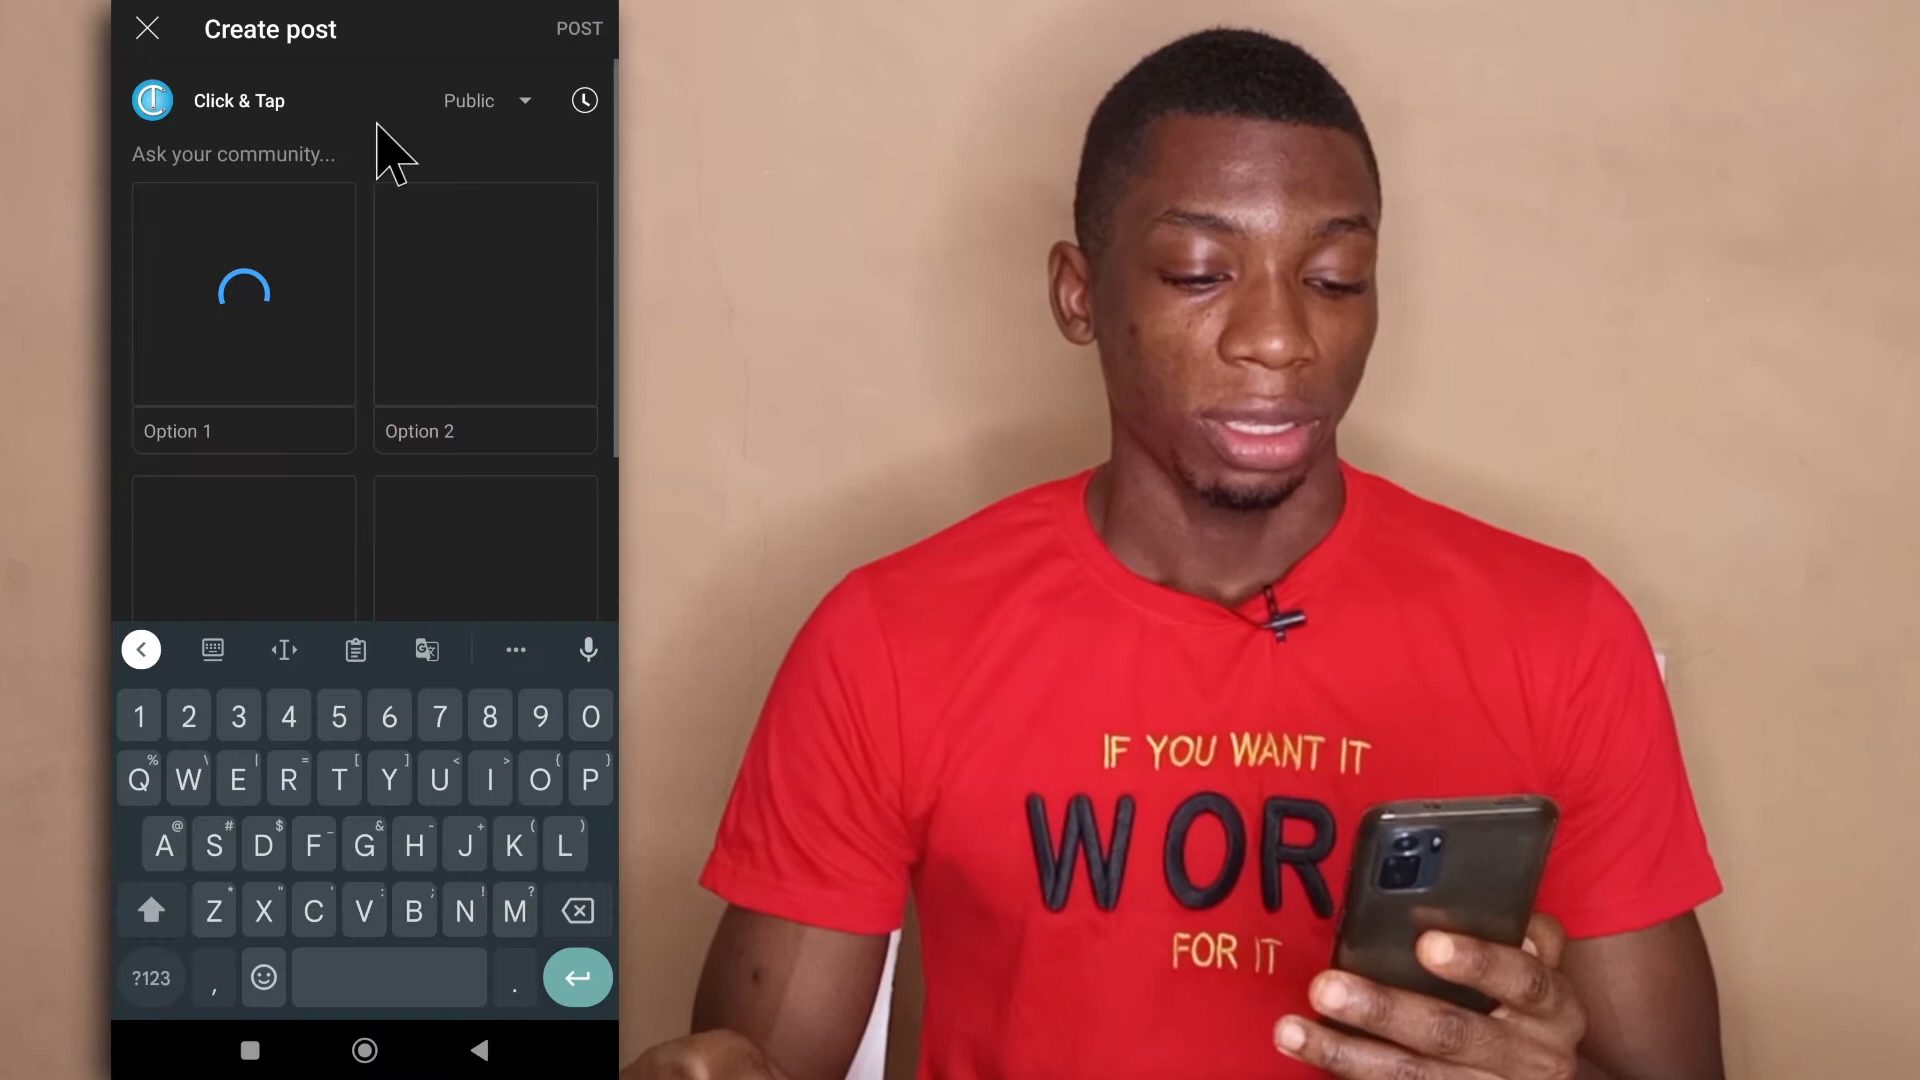 Create post
POST
Click & Tap
Public
Ask your community...
Option 1
Option 2
1 2 3 4 5 6 7 8 9 0
% \ | = [ ] < > { }
Q W E R T Y U I O P
@ # $ _ & - + ( )
A S D F G H J K L
* " ' : ; ! ?
Z X C V B N M
?123 , .
IF YOU WANT IT
WOR
FOR IT